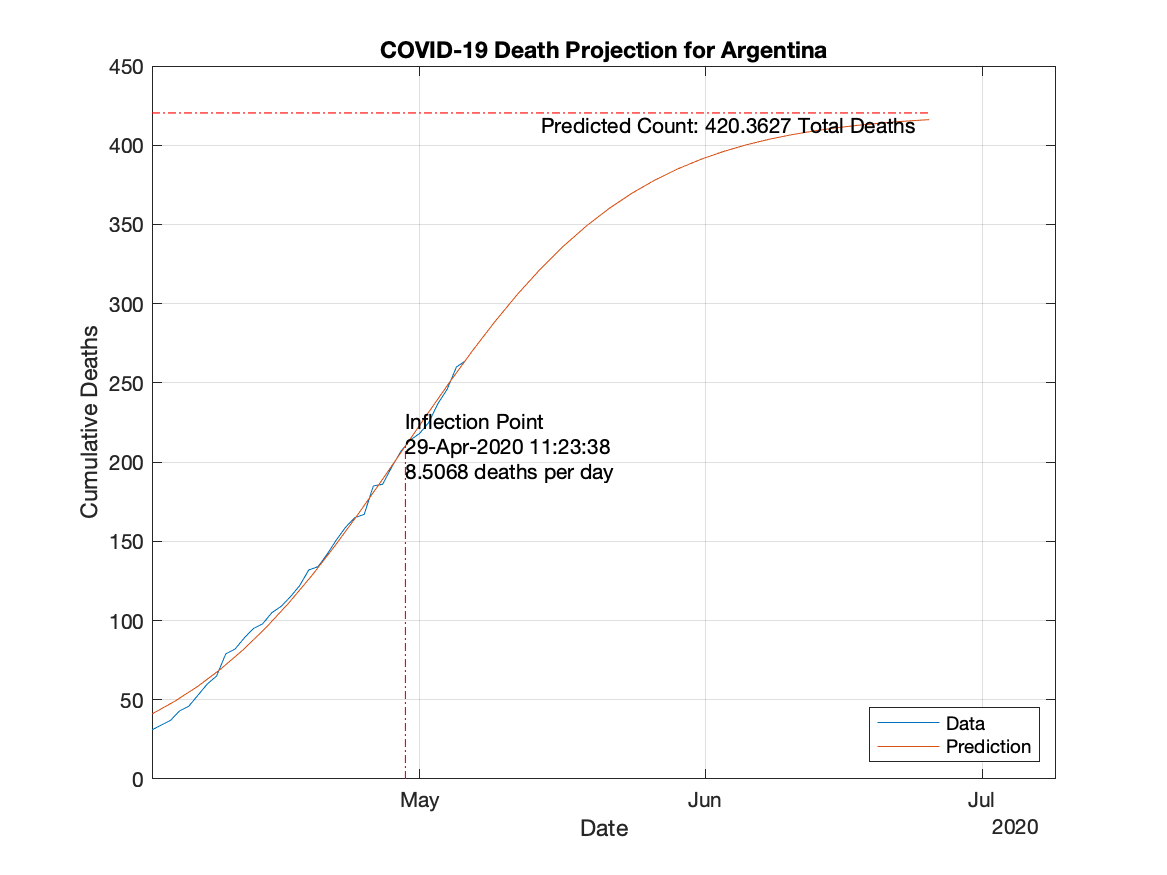 COVID-19 Death Projection for Argentina
450
400
350
300
250
200
150
100
50
0
Cumulative Deaths
Predicted Count: 420.3627 Total Deaths
Inflection Point
29-Apr-2020 11:23:38
8.5068 deaths per day
Data
Prediction
May
Jun
Jul
Date
2020